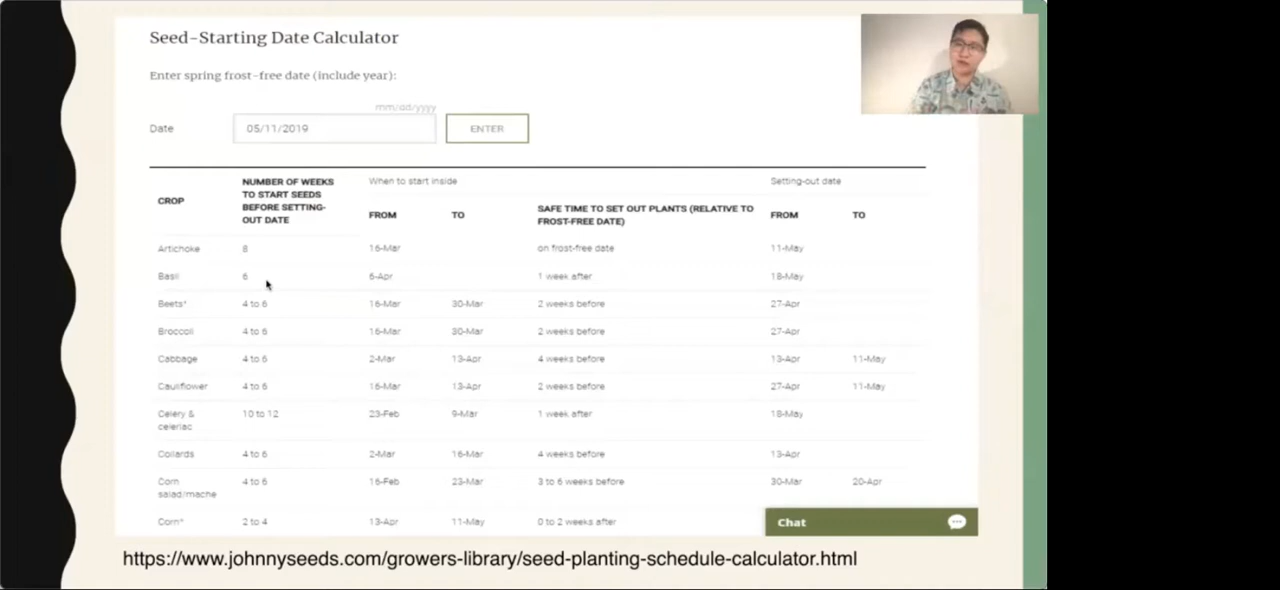 Seed-Starting Date Calculator
Enter spring frost-free date (include year):
mm/dd/yyyy
Date 05/11/2019 ENTER
CROP NUMBER OF WEEKS TO START SEEDS BEFORE SETTING-OUT DATE When to start inside FROM TO SAFE TIME TO SET OUT PLANTS (RELATIVE TO FROST-FREE DATE) Setting-out date FROM TO
Artichoke 8 16-Mar on frost-free date 11-May
Basil 6 6-Apr 1 week after 18-May
Beets* 4 to 6 16-Mar 30-Mar 2 weeks before 27-Apr
Broccoli 4 to 6 16-Mar 30-Mar 2 weeks before 27-Apr
Cabbage 4 to 6 2-Mar 13-Apr 4 weeks before 13-Apr 11-May
Cauliflower 4 to 6 16-Mar 13-Apr 2 weeks before 27-Apr 11-May
Celery & celeriac 10 to 12 23-Feb 9-Mar 1 week after 18-May
Collards 4 to 6 2-Mar 16-Mar 4 weeks before 13-Apr
Corn salad/mache 4 to 6 16-Feb 23-Mar 3 to 6 weeks before 30-Mar 20-Apr
Corn* 2 to 4 13-Apr 11-May 0 to 2 weeks after
Chat
https://www.johnnyseeds.com/growers-library/seed-planting-schedule-calculator.html